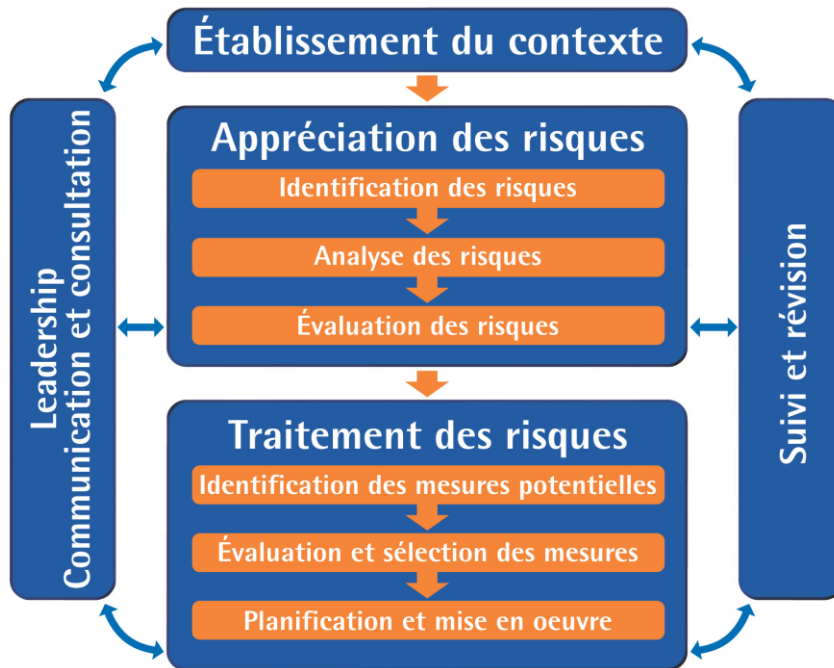 Établissement du contexte
Leadership
Communication et consultation
Appréciation des risques
Identification des risques
Analyse des risques
Évaluation des risques
Traitement des risques
Identification des mesures potentielles
Évaluation et sélection des mesures
Planification et mise en oeuvre
Suivi et révision